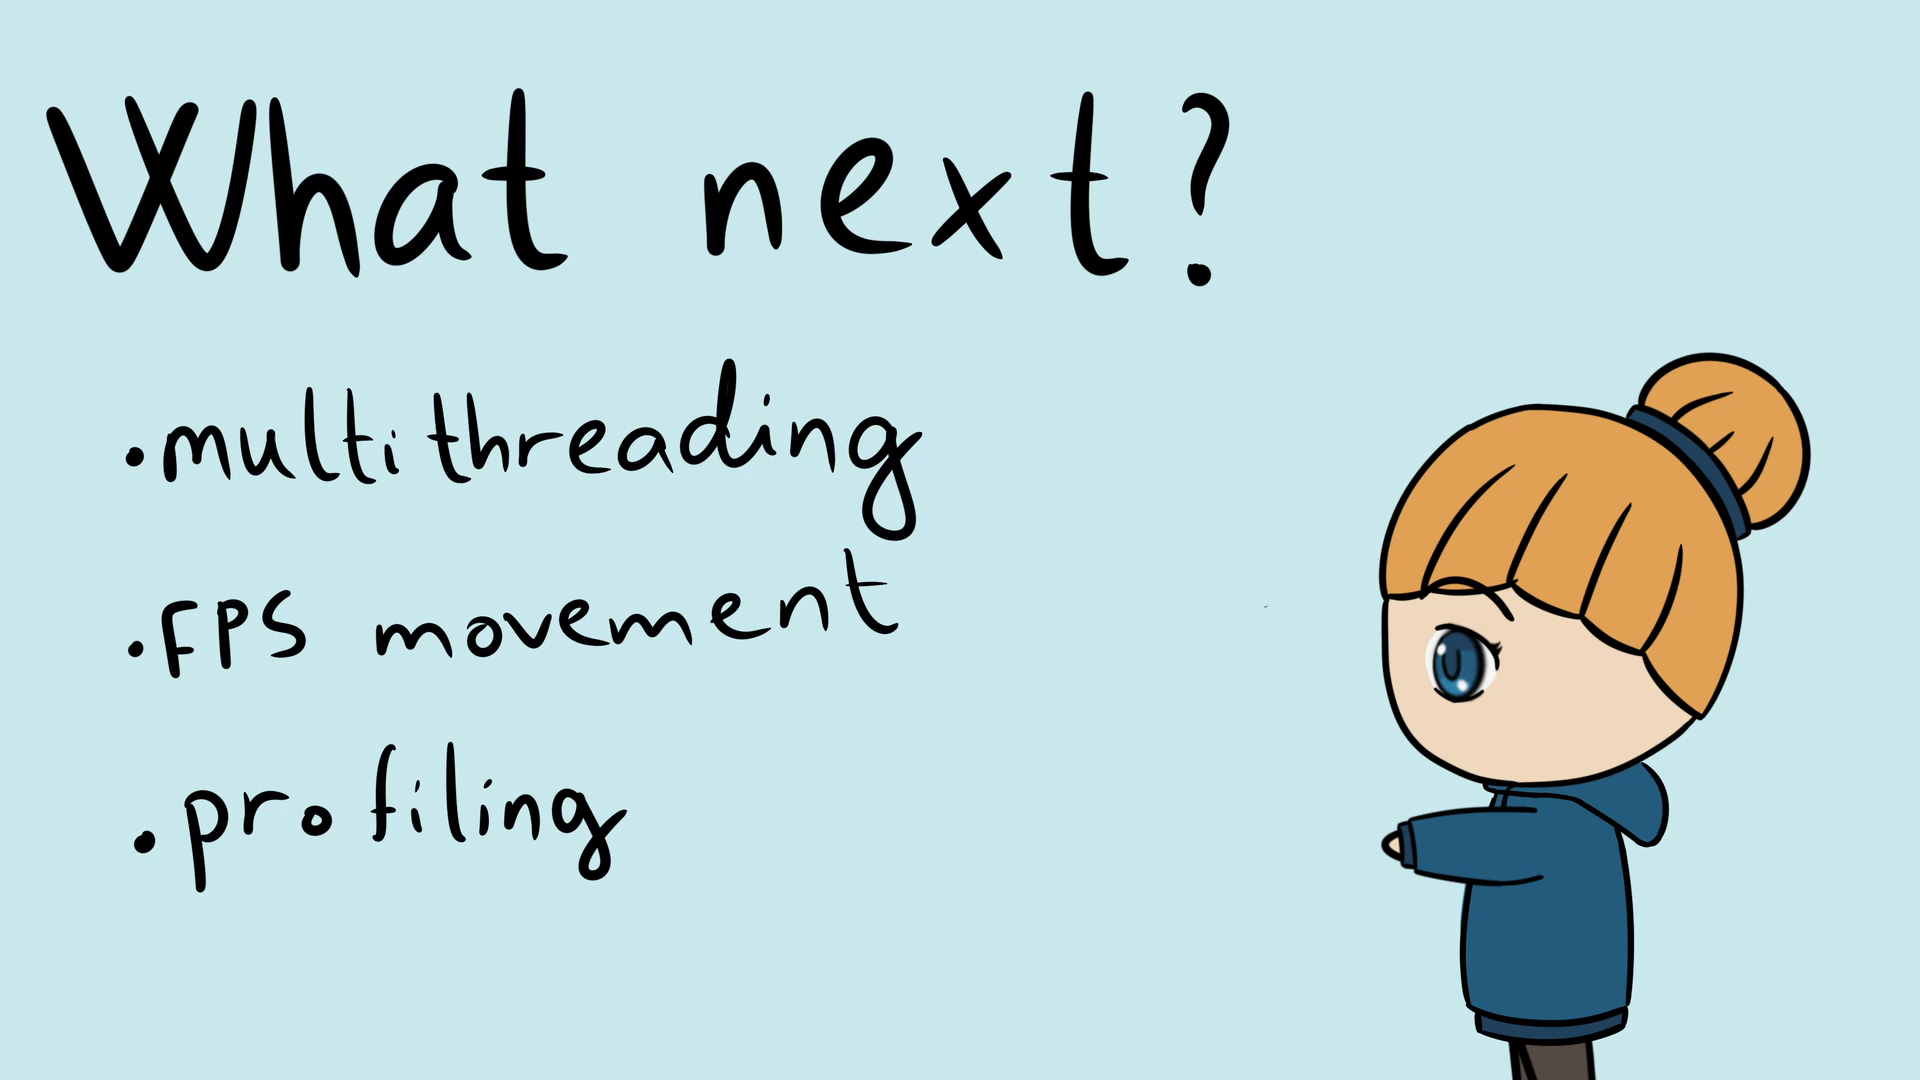 What next?
• multithreading
• FPS movement
• profiling